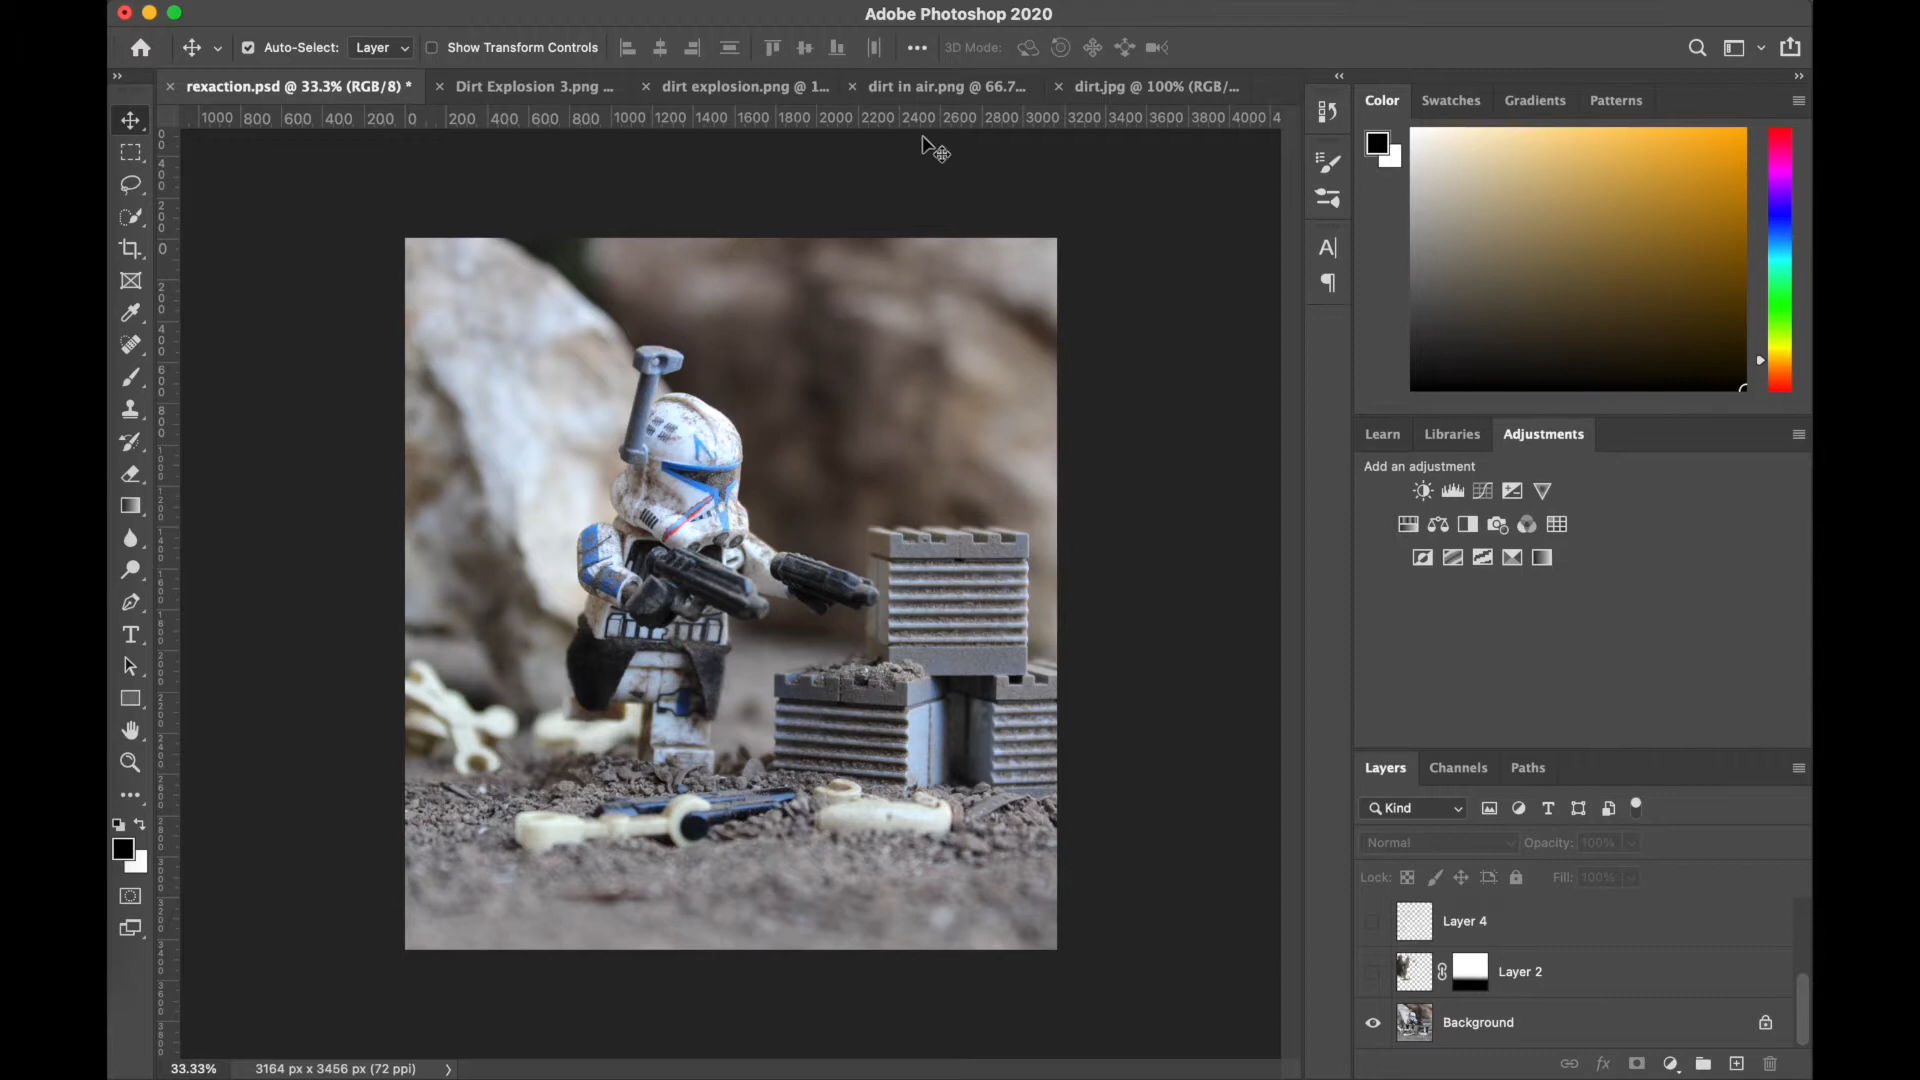 Adobe Photoshop 2020
Auto-Select: Layer Show Transform Controls ••• 3D Mode:
rexaction.psd @ 33.3% (RGB/8) * Dirt Explosion 3.png ... dirt explosion.png @ 1... dirt in air.png @ 66.7... dirt.jpg @ 100% (RGB/...
1000 800 600 400 200 0 200 400 600 800 1000 1200 1400 1600 1800 2000 2200 2400 2600 2800 3000 3200 3400 3600 3800 4000 4
Color Swatches Gradients Patterns
Learn Libraries Adjustments
Add an adjustment
Layers Channels Paths
Kind
Normal Opacity: 100%
Lock: Fill: 100%
Layer 4
Layer 2
Background
33.33% 3164 px x 3456 px (72 ppi)